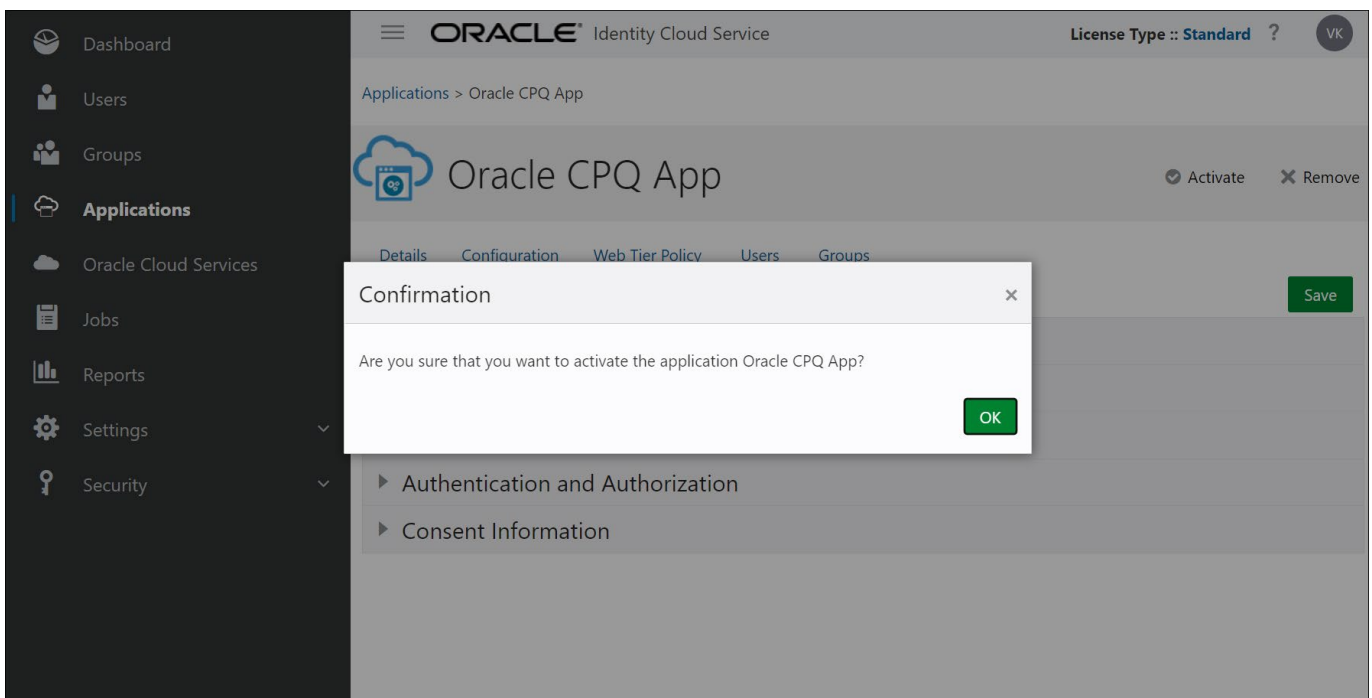 Dashboard
Users
Groups
Applications
Oracle Cloud Services
Jobs
Reports
Settings
Security
ORACLE® Identity Cloud Service
License Type :: Standard ? VK
Applications > Oracle CPQ App
Oracle CPQ App
Activate Remove
Details Configuration Web Tier Policy Users Groups
Save
Confirmation ×
Are you sure that you want to activate the application Oracle CPQ App?
OK
Authentication and Authorization
Consent Information